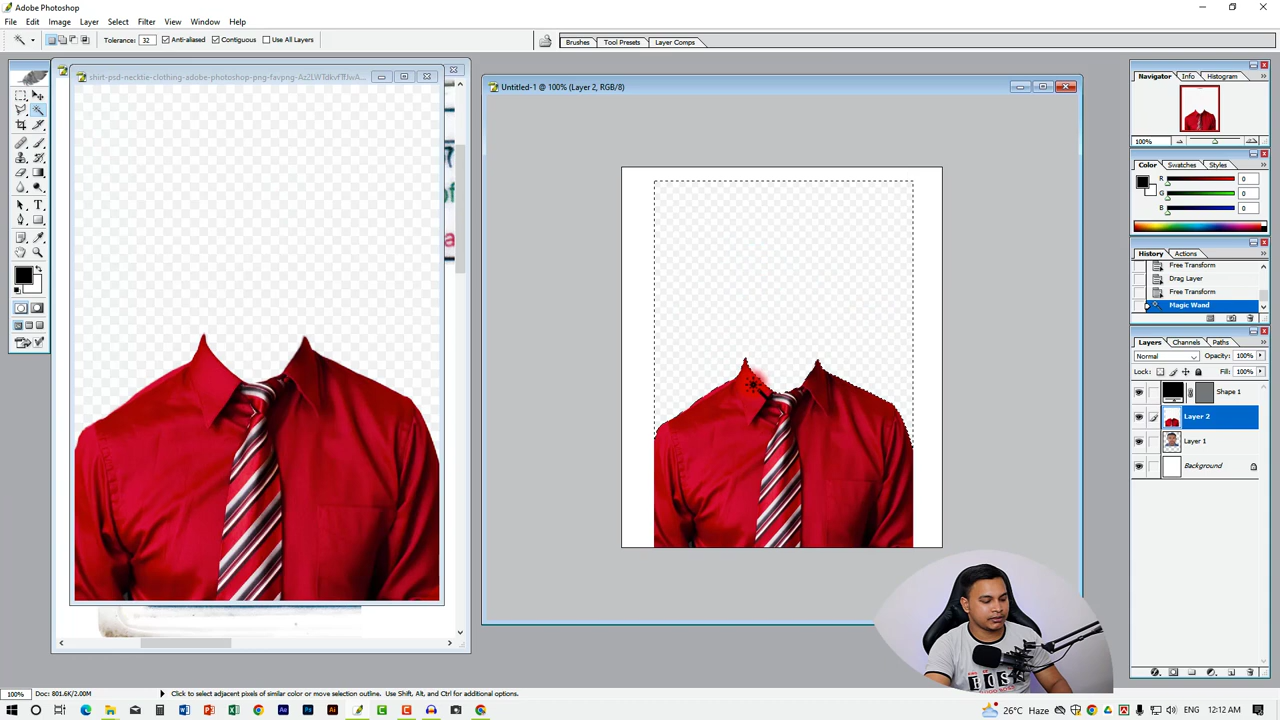 Adobe Photoshop
File Edit Image Layer Select Filter Window Help
Tolerance: 32 Anti-aliased Contiguous Use All Layers
Brushes Tool Presets Layer Comps
shirt-psd-necktie-clothing-adobe-photoshop-png-favpng-Az2LWTdkvfTfJwA...
Untitled-1 @ 100% (Layer 2, RGB/8)
Navigator Info Histogram
100%
Color Swatches Styles
R 0
G 0
B 0
History Actions
Free Transform
Drag Layer
Free Transform
Magic Wand
Layers Channels Paths
Normal Opacity: 100%
Lock: Fill: 100%
Shape 1
Layer 2
Layer 1
Background
100% Doc: 801.6K/2.00M Click to select adjacent pixels of similar color or move selection outline. Use Shift, Alt, and Ctrl for additional options.
26°C Haze ENG 12:12 AM